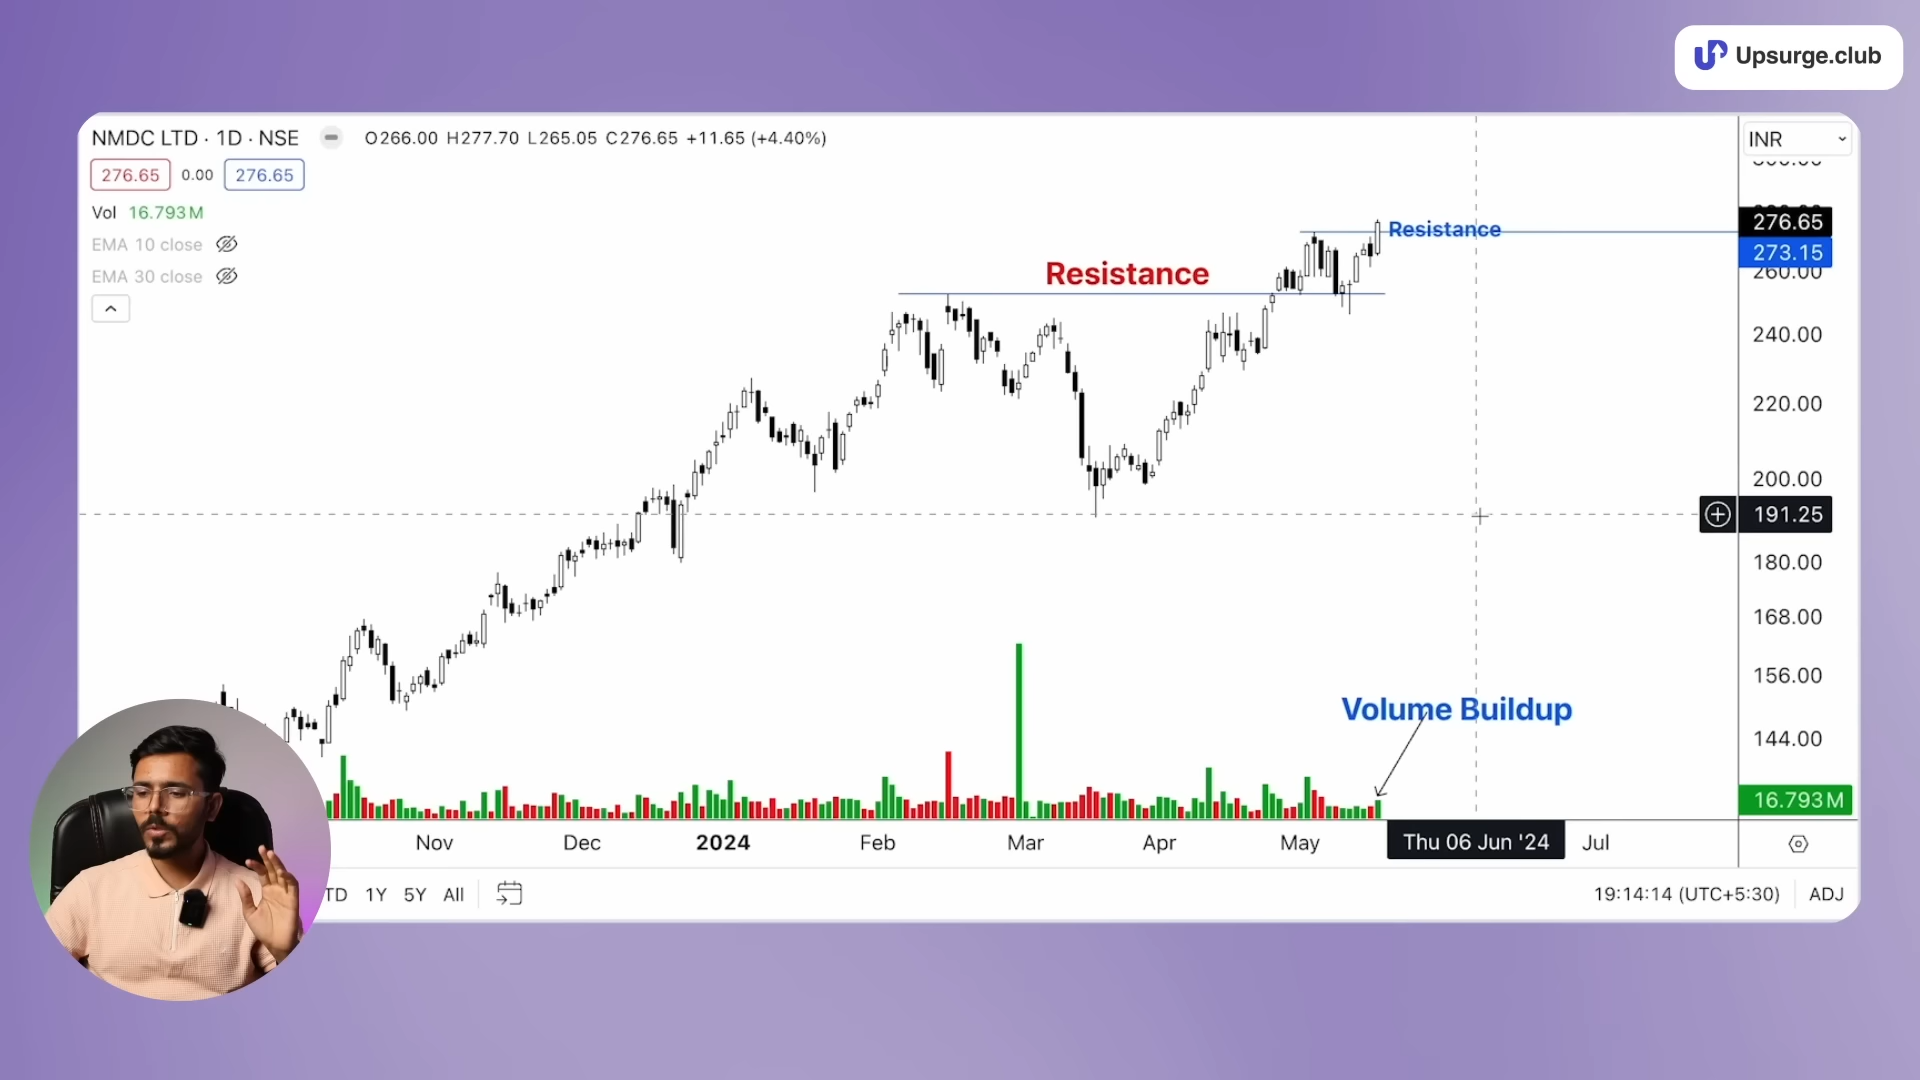 Upsurge.club
NMDC LTD · 1D · NSE O266.00 H277.70 L265.05 C276.65 +11.65 (+4.40%)
INR
276.65 0.00 276.65
Vol 16.793M
EMA 10 close
EMA 30 close
Resistance
Resistance
276.65
273.15
260.00
240.00
220.00
200.00
191.25
180.00
168.00
156.00
144.00
Volume Buildup
16.793M
Nov Dec 2024 Feb Mar Apr May Thu 06 Jun '24 Jul
TD 1Y 5Y All
19:14:14 (UTC+5:30) ADJ